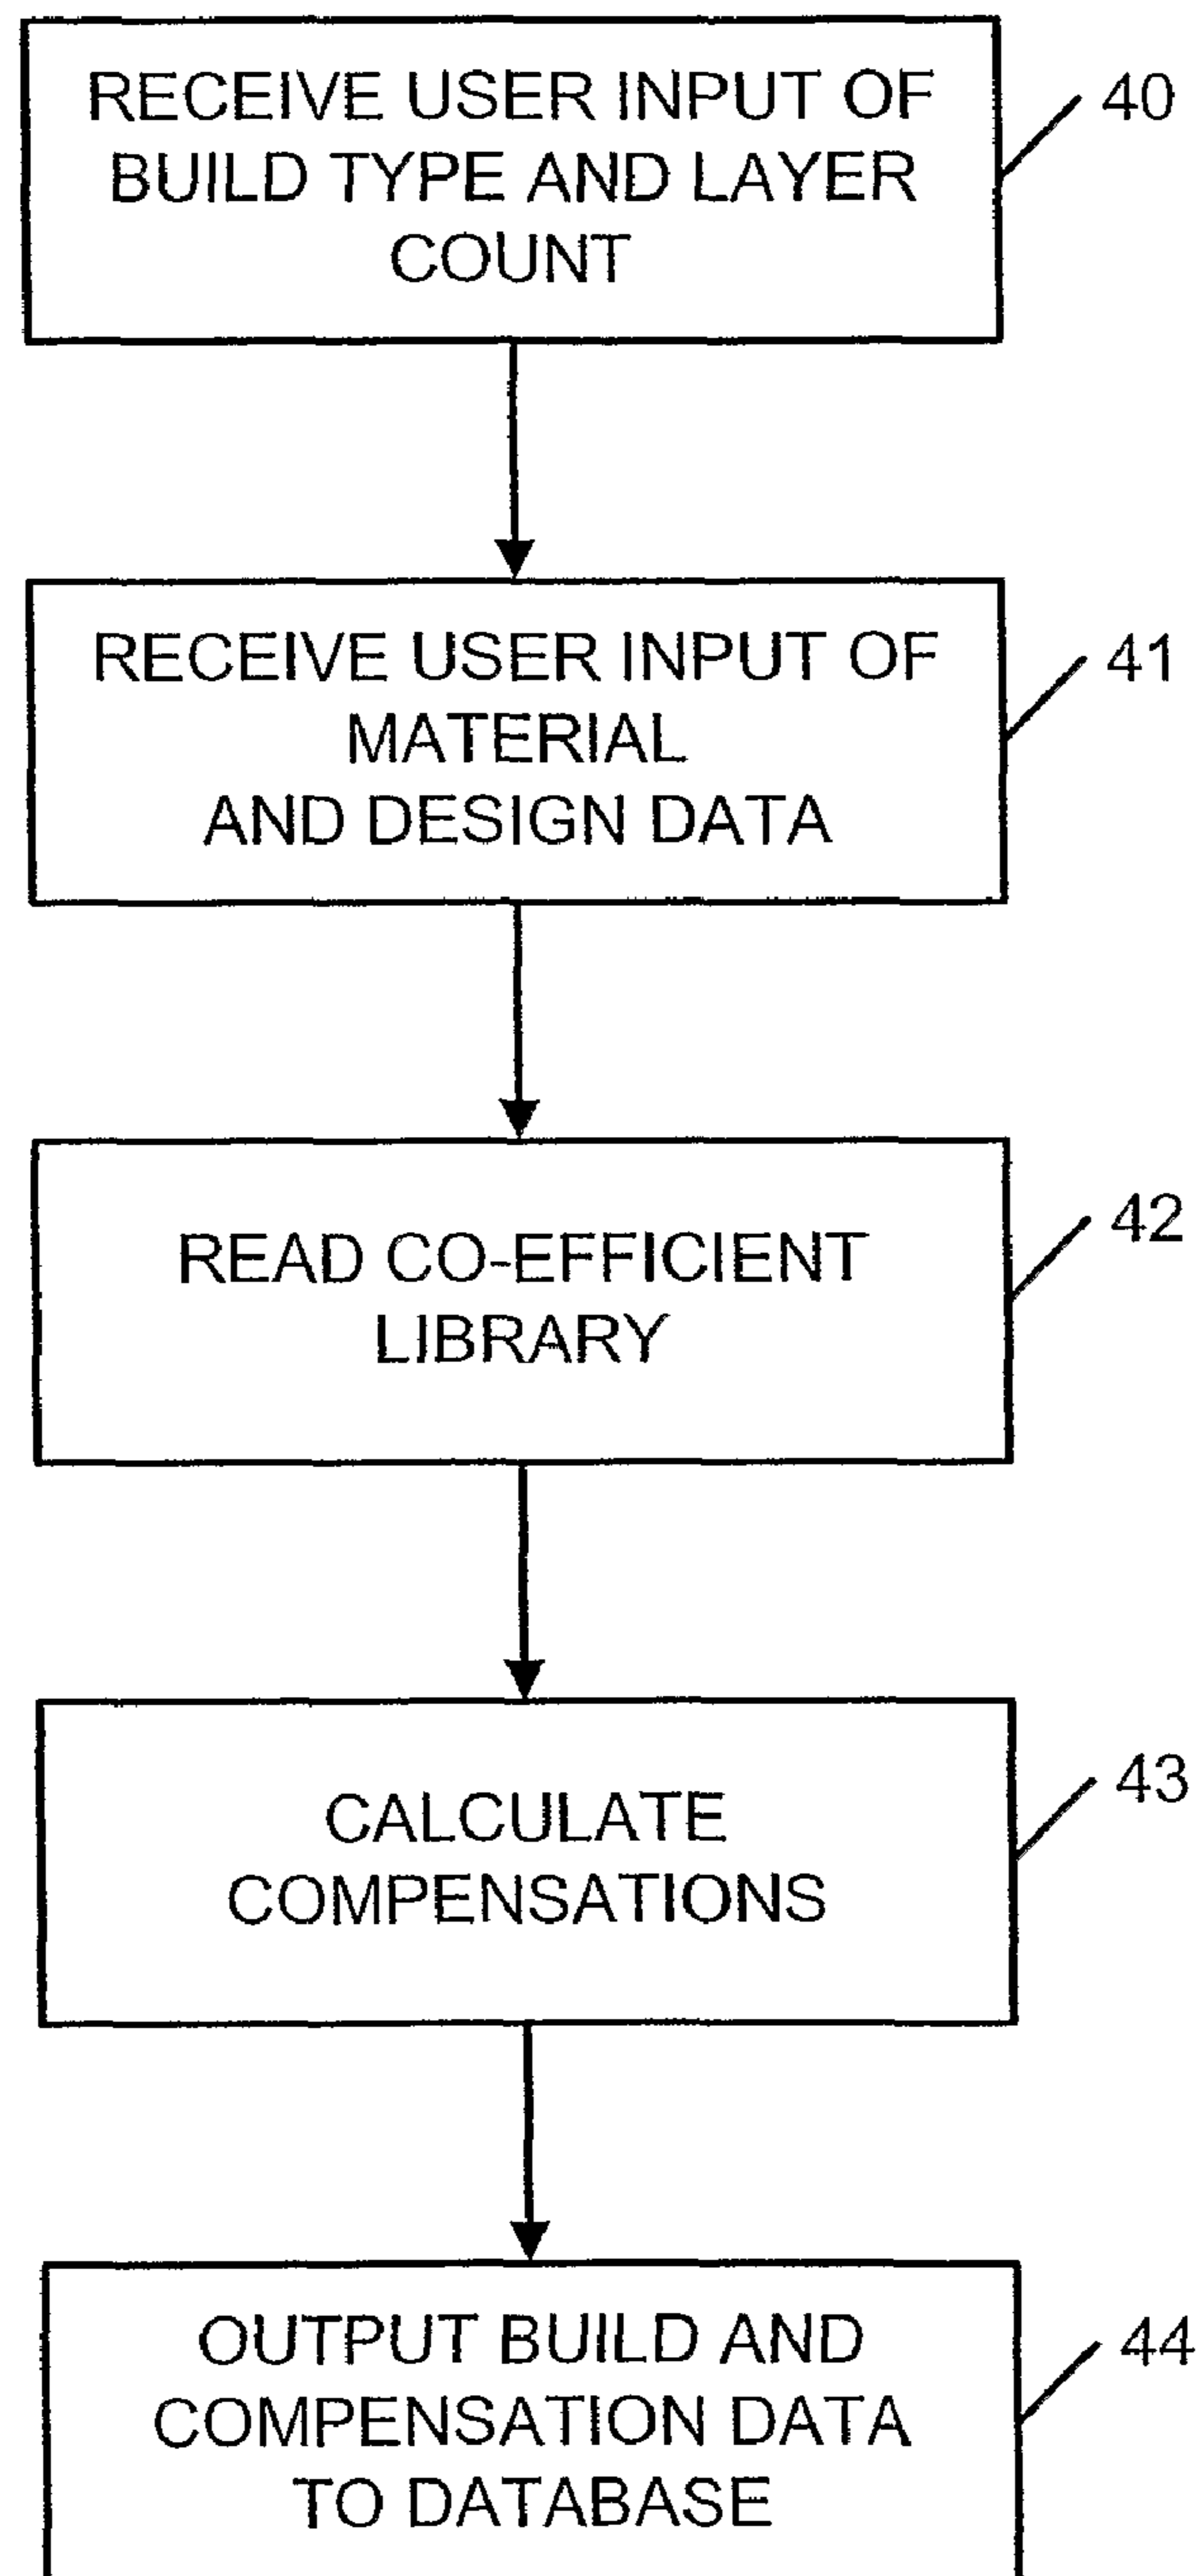 RECEIVE USER INPUT OF
BUILD TYPE AND LAYER
COUNT
40
RECEIVE USER INPUT OF
MATERIAL
AND DESIGN DATA
41
READ CO-EFFICIENT
LIBRARY
42
CALCULATE
COMPENSATIONS
43
OUTPUT BUILD AND
COMPENSATION DATA
TO DATABASE
44